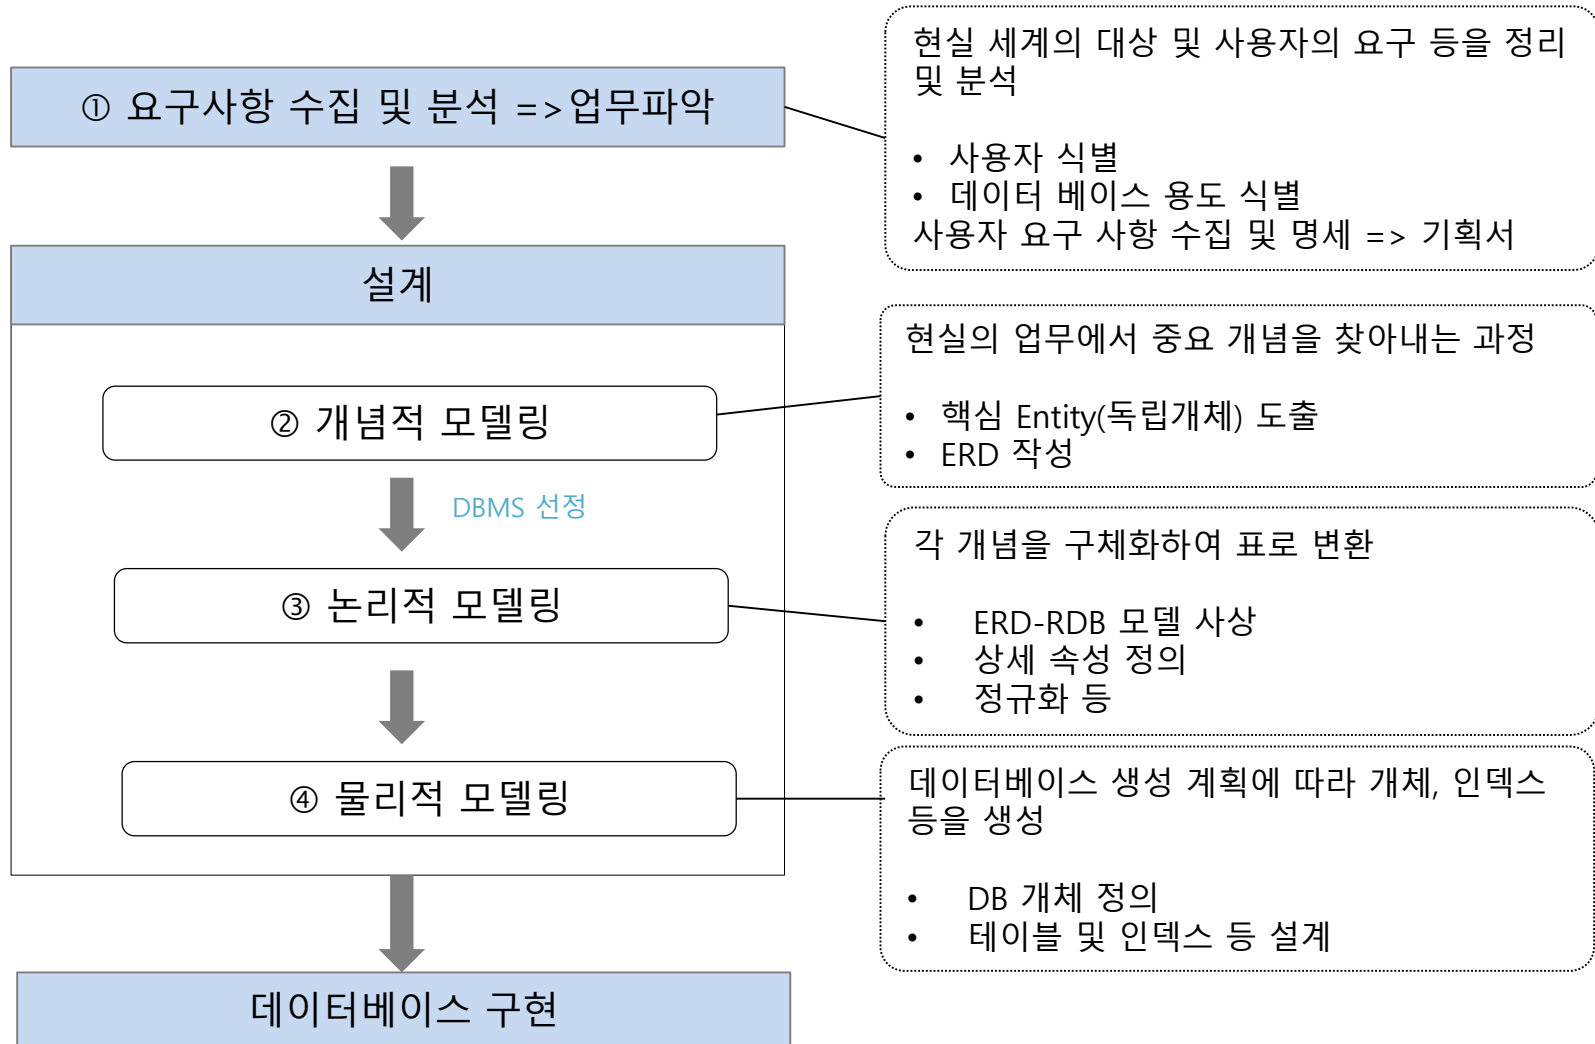 ① 요구사항 수집 및 분석 =>업무파악
현실 세계의 대상 및 사용자의 요구 등을 정리
및 분석
• 사용자 식별
• 데이터 베이스 용도 식별
사용자 요구 사항 수집 및 명세 => 기획서
설계
② 개념적 모델링
현실의 업무에서 중요 개념을 찾아내는 과정
• 핵심 Entity(독립개체) 도출
• ERD 작성
DBMS 선정
③ 논리적 모델링
각 개념을 구체화하여 표로 변환
• ERD-RDB 모델 사상
• 상세 속성 정의
• 정규화 등
④ 물리적 모델링
데이터베이스 생성 계획에 따라 개체, 인덱스
등을 생성
• DB 개체 정의
• 테이블 및 인덱스 등 설계
데이터베이스 구현